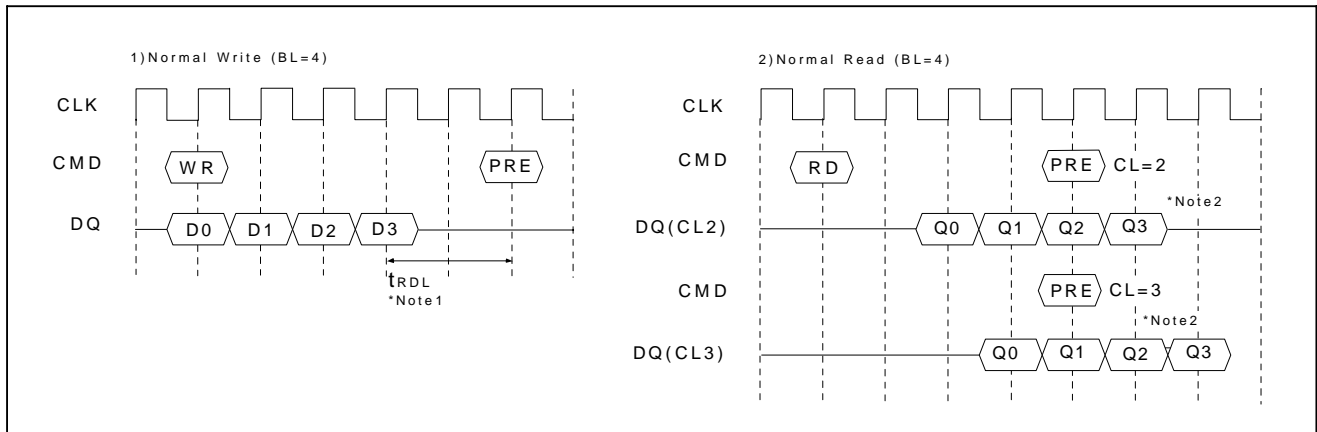 1)Normal Write (BL=4)
CLK
CMD
WR
PRE
DQ
D0
D1
D2
D3
tRDL
*Note1
2)Normal Read (BL=4)
CLK
CMD
RD
PRE
CL=2
*Note2
DQ(CL2)
Q0
Q1
Q2
Q3
CMD
PRE
CL=3
*Note2
DQ(CL3)
Q0
Q1
Q2
Q3